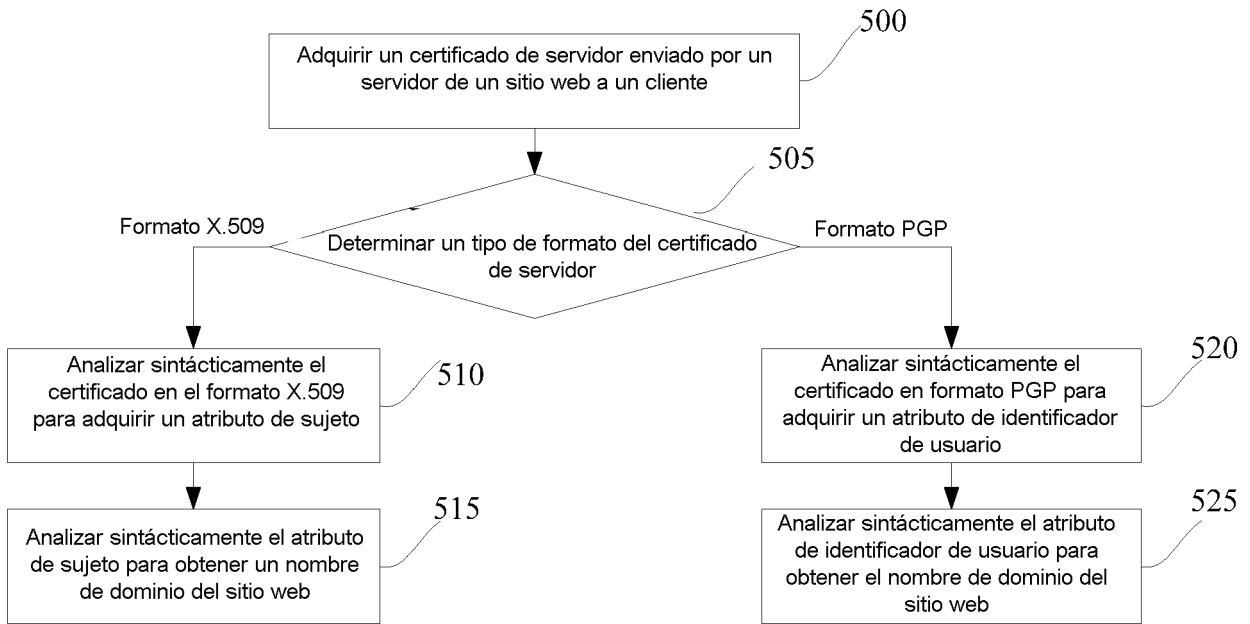 500
Adquirir un certificado de servidor enviado por un
servidor de un sitio web a un cliente
505
Formato X.509
Formato PGP
Determinar un tipo de formato del certificado
de servidor
Analizar sintácticamente el
certificado en el formato X.509
para adquirir un atributo de sujeto
510
Analizar sintácticamente el
certificado en formato PGP para
adquirir un atributo de identificador
de usuario
520
Analizar sintácticamente el atributo
de sujeto para obtener un nombre
de dominio del sitio web
515
Analizar sintácticamente el atributo
de identificador de usuario para
obtener el nombre de dominio del
sitio web
525